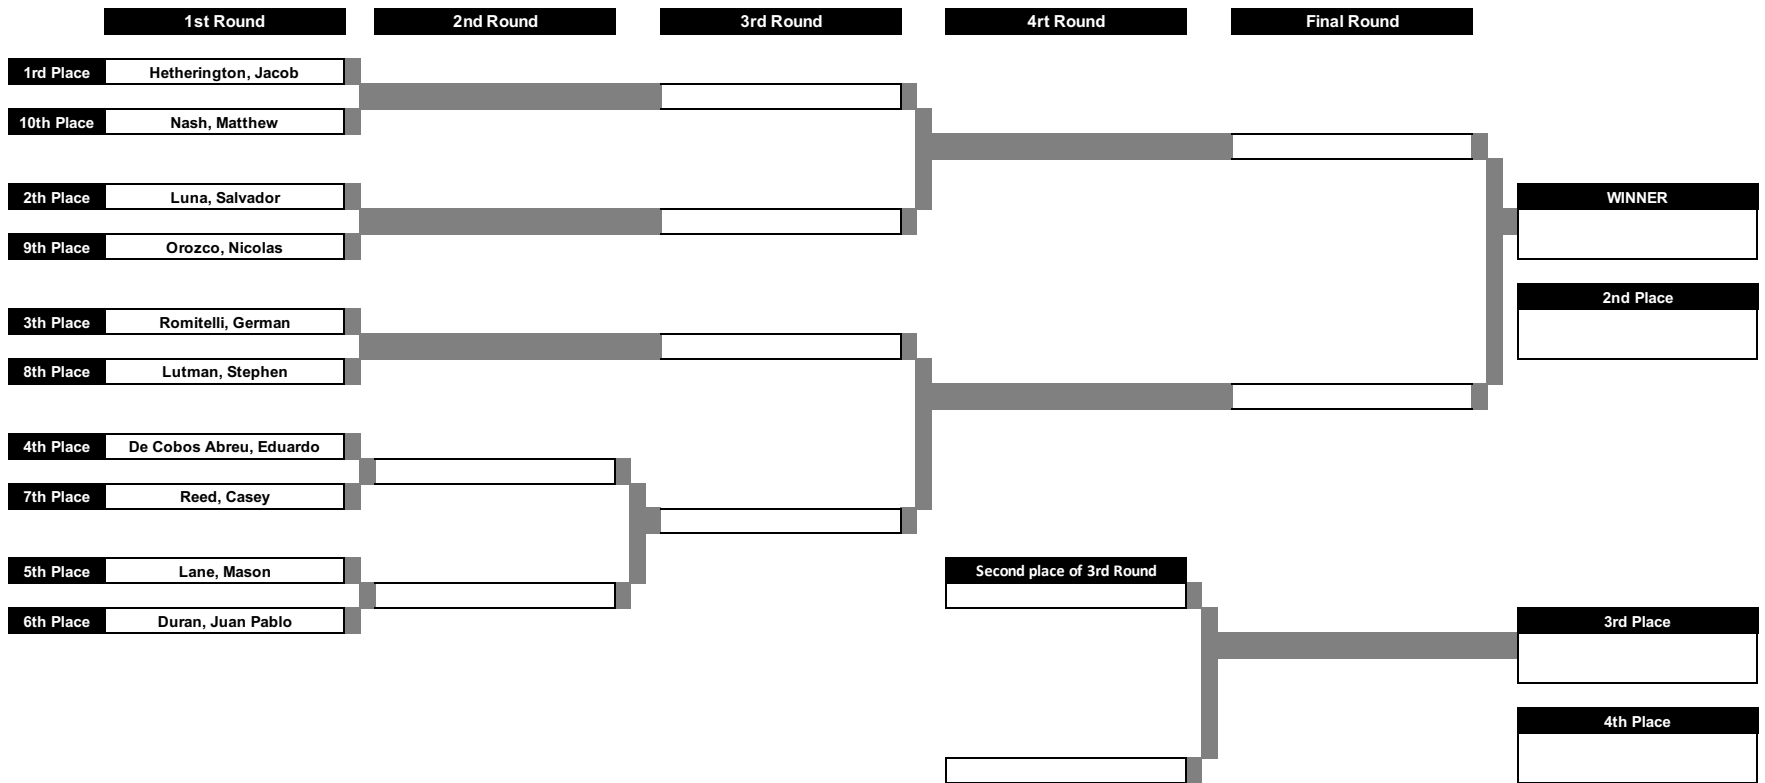 1st Round
2nd Round
3rd Round
4rt Round
Final Round
1rd Place Hetherington, Jacob
10th Place Nash, Matthew
2th Place Luna, Salvador
WINNER
9th Place Orozco, Nicolas
2nd Place
3th Place Romitelli, German
8th Place Lutman, Stephen
4th Place De Cobos Abreu, Eduardo
7th Place Reed, Casey
5th Place Lane, Mason
Second place of 3rd Round
6th Place Duran, Juan Pablo
3rd Place
4th Place